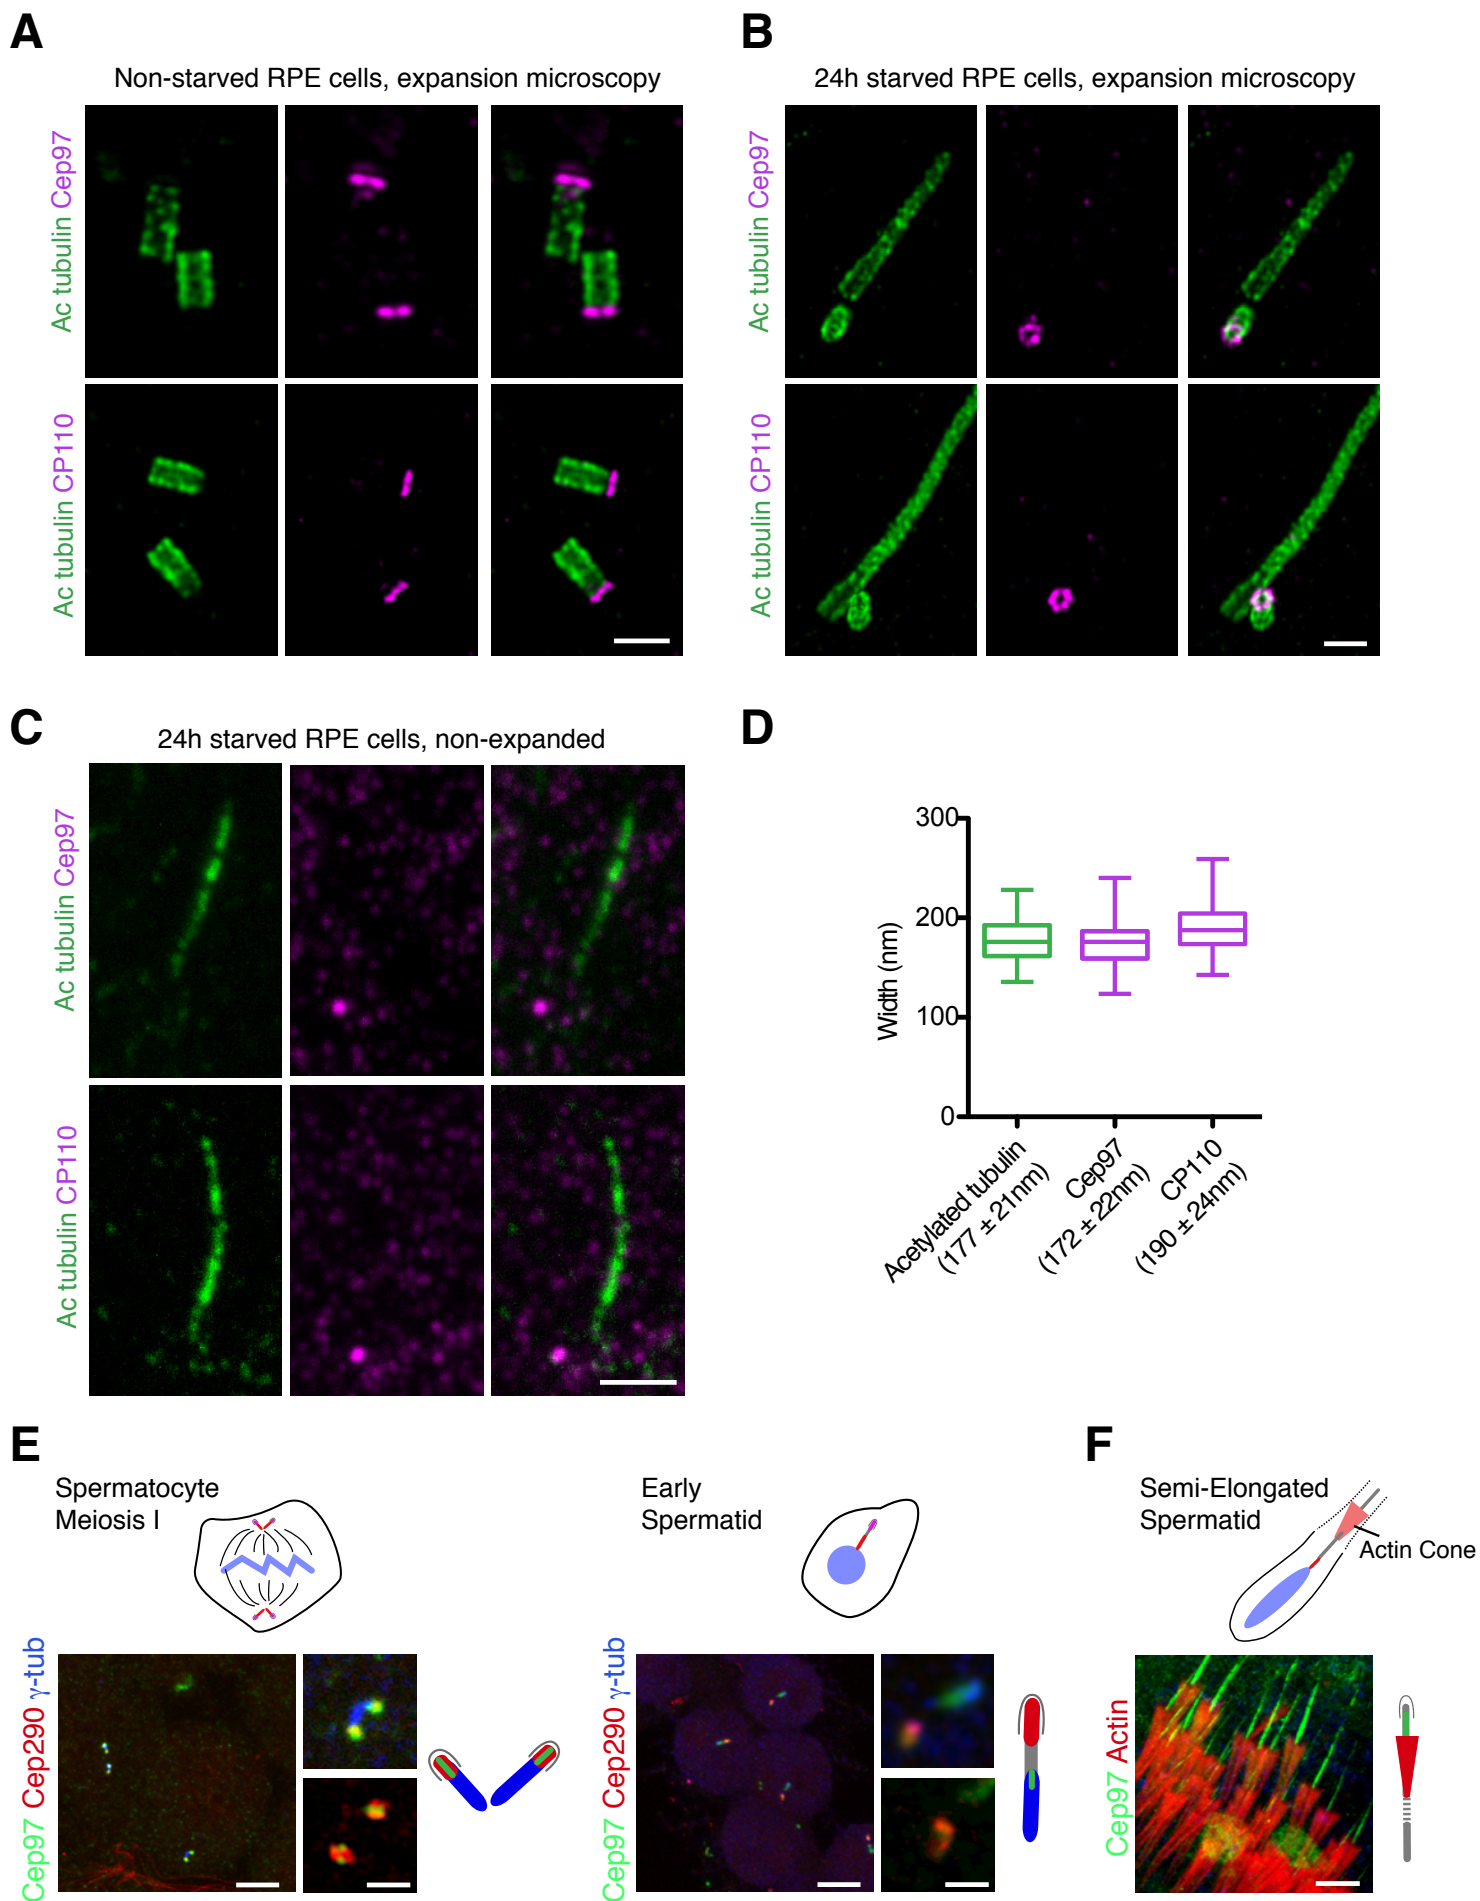 A
Non-starved RPE cells, expansion microscopy
Ac tubulin Cep97
Ac tubulin CP110
B
24h starved RPE cells, expansion microscopy
Ac tubulin Cep97
Ac tubulin CP110
C
24h starved RPE cells, non-expanded
Ac tubulin Cep97
Ac tubulin CP110
D
Width (nm)
300
200
100
0
Acetylated tubulin
(177 ± 21nm)
Cep97
(172 ± 22nm)
CP110
(190 ± 24nm)
E
Spermatocyte
Meiosis I
Cep97 Cep290 γ-tub
Early
Spermatid
Cep97 Cep290 γ-tub
F
Semi-Elongated
Spermatid
Actin Cone
Cep97 Actin